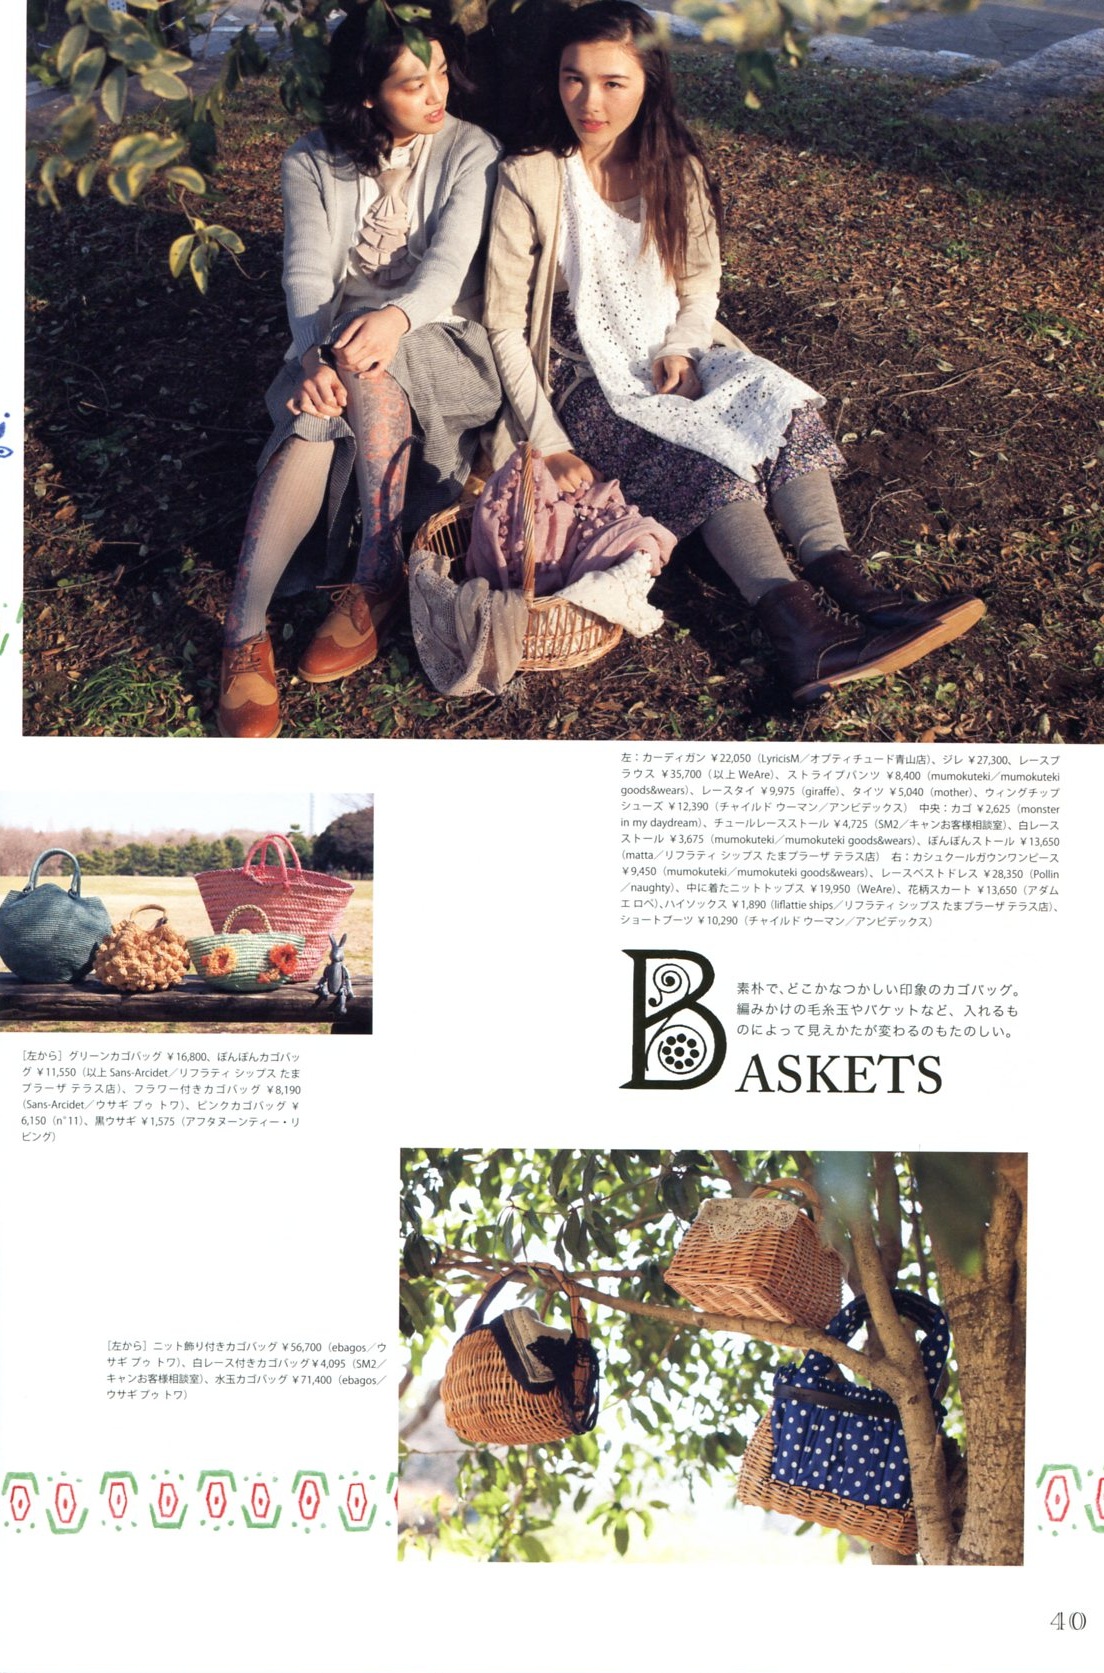 左：カーディガン ￥22,050（LyricisM／オプティチュード青山店）、ジレ ￥27,300、レースブ
ラウス ￥35,700（以上 WeAre）、ストライプパンツ ￥8,400（mumokuteki／mumokuteki
goods&wears）、レースタイ ￥9,975（giraffe）、タイツ ￥5,040（mother）、ウィングチップ
シューズ ￥12,390（チャイルド ウーマン／アンビデックス）　中央：カゴ ￥2,625（monster
in my daydream）、チュールレースストール ￥4,725（SM2／キャンお客様相談室）、白レース
ストール ￥3,675（mumokuteki／mumokuteki goods&wears）、ぽんぽんストール ￥13,650
（matta／リフラティ シップス たまプラーザ テラス店）　右：カシュクールガウンワンピース
￥9,450（mumokuteki／mumokuteki goods&wears）、レースベストドレス ￥28,350（Pollin
／naughty）、中に着たニットトップス ￥19,950（WeAre）、花柄スカート ￥13,650（アダム
エ ロペ）、ハイソックス ￥1,890（liflattie ships／リフラティ シップス たまプラーザ テラス店）、
ショートブーツ ￥10,290（チャイルド ウーマン／アンビデックス）
素朴で、どこかなつかしい印象のカゴバッグ。
編みかけの毛糸玉やバケットなど、入れるも
のによって見えかたが変わるのもたのしい。
BASKETS
［左から］グリーンカゴバッグ ￥16,800、ぽんぽんカゴバッ
グ ￥11,550（以上 Sans-Arcidet／リフラティ シップス たま
プラーザ テラス店）、フラワー付きカゴバッグ ￥8,190
（Sans-Arcidet／ウサギ プゥ トワ）、ピンクカゴバッグ ￥
6,150（n°11）、黒ウサギ ￥1,575（アフタヌーンティー・リ
ビング）
［左から］ニット飾り付きカゴバッグ ￥56,700（ebagos／ウ
サギ プゥ トワ）、白レース付きカゴバッグ￥4,095（SM2／
キャンお客様相談室）、水玉カゴバッグ ￥71,400（ebagos／
ウサギ プゥ トワ）
40